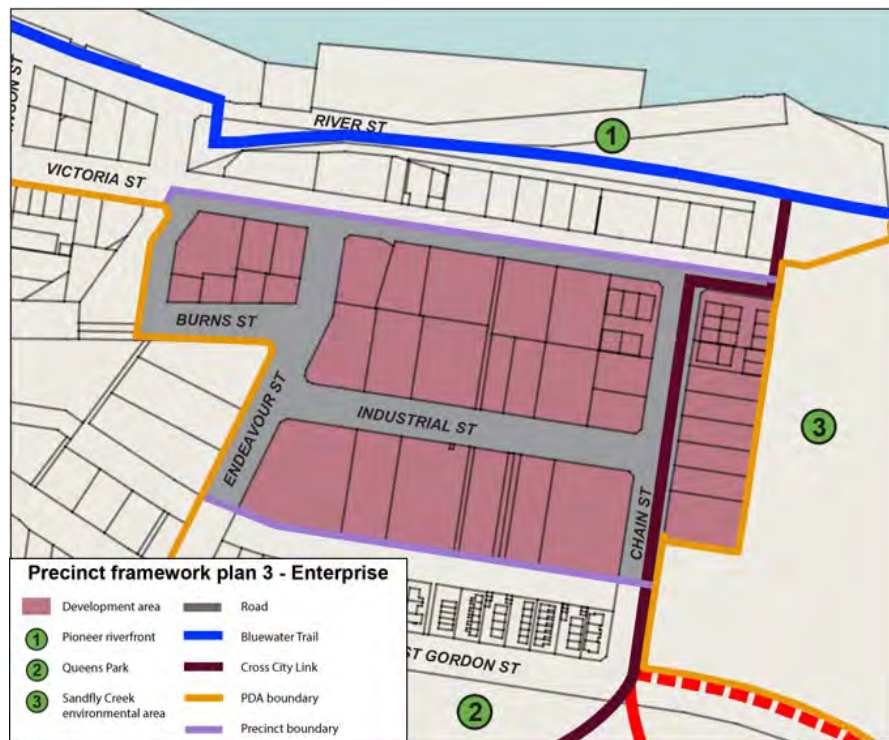 RIVER ST
1
VICTORIA ST
BURNS ST
ENDEAVOUR ST
INDUSTRIAL ST
3
CHAIN ST
ST GORDON ST
2
Precinct framework plan 3 - Enterprise
Development area
Road
1
Pioneer riverfront
Bluewater Trail
2
Queens Park
Cross City Link
3
Sandfly Creek
environmental area
PDA boundary
Precinct boundary